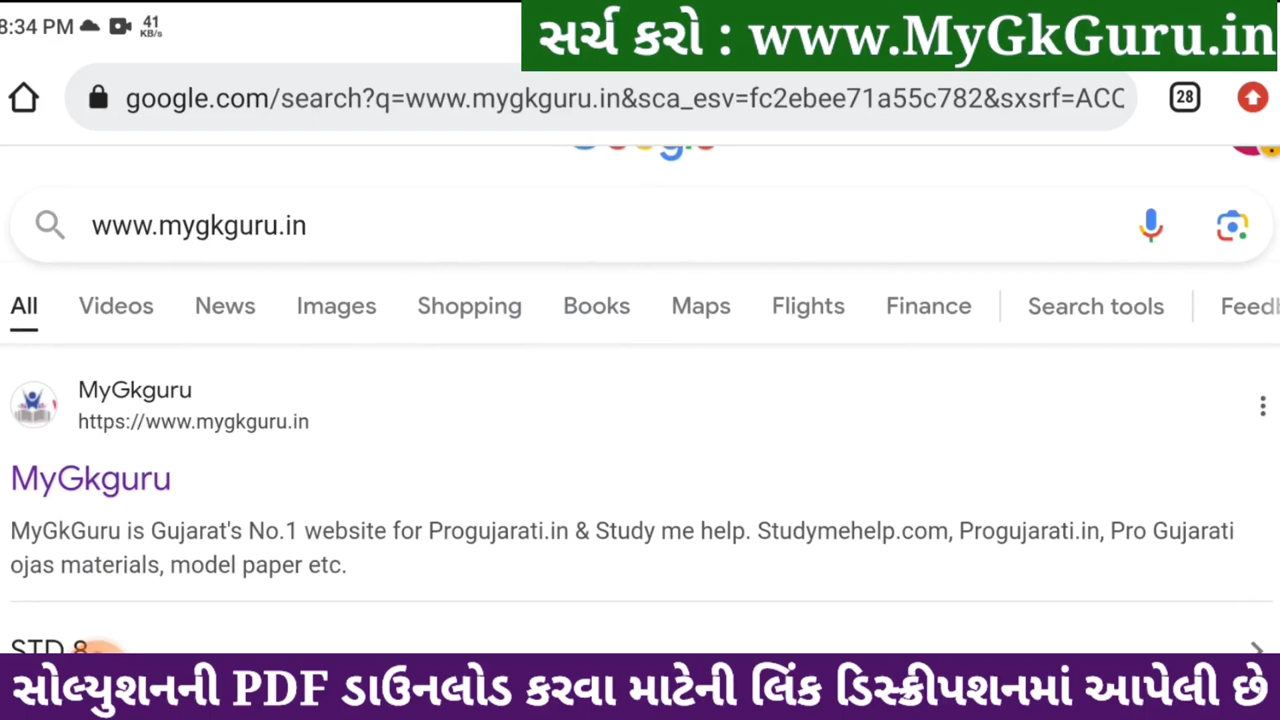 8:34 PM 41 KB/s
સર્ચ કરો : www.MyGkGuru.in
google.com/search?q=www.mygkguru.in&sca_esv=fc2ebee71a55c782&sxsrf=ACC
28
www.mygkguru.in
All Videos News Images Shopping Books Maps Flights Finance Search tools Feedb
MyGkguru
https://www.mygkguru.in
MyGkguru
MyGkGuru is Gujarat's No.1 website for Progujarati.in & Study me help. Studymehelp.com, Progujarati.in, Pro Gujarati
ojas materials, model paper etc.
STD 8
સોલ્યુશનની PDF ડાઉનલોડ કરવા માટેની લિંક ડિસ્ક્રીપશનમાં આપેલી છે